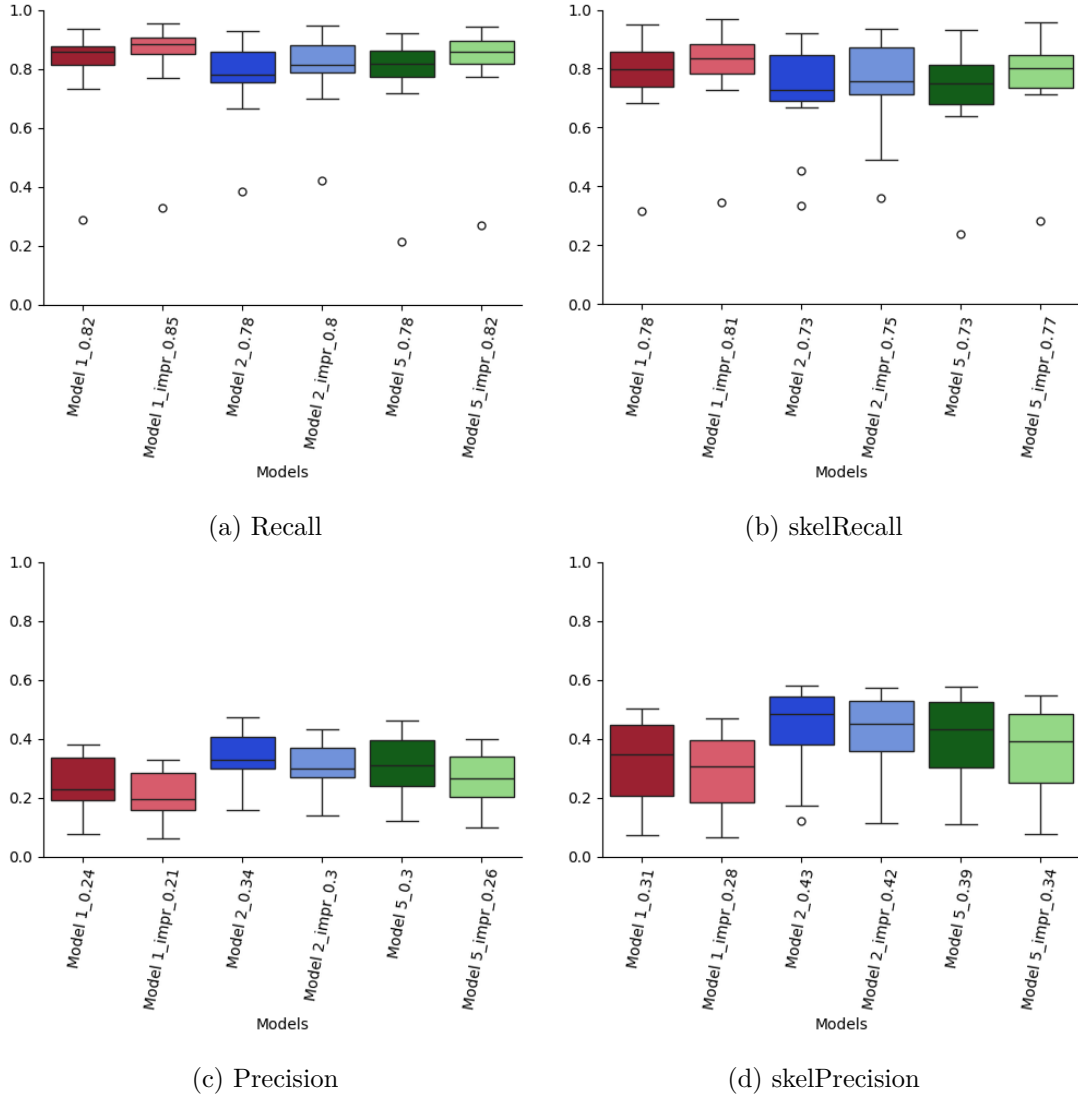 1.0
0.8
0.6
0.4
0.2
0.0
Model 1_0.82
Model 1_impr_0.85
Model 2_0.78
Model 2_impr_0.8
Model 5_0.78
Model 5_impr_0.82
Models
(a) Recall
1.0
0.8
0.6
0.4
0.2
0.0
Model 1_0.78
Model 1_impr_0.81
Model 2_0.73
Model 2_impr_0.75
Model 5_0.73
Model 5_impr_0.77
Models
(b) skelRecall
1.0
0.8
0.6
0.4
0.2
0.0
Model 1_0.24
Model 1_impr_0.21
Model 2_0.34
Model 2_impr_0.3
Model 5_0.3
Model 5_impr_0.26
Models
(c) Precision
1.0
0.8
0.6
0.4
0.2
0.0
Model 1_0.31
Model 1_impr_0.28
Model 2_0.43
Model 2_impr_0.42
Model 5_0.39
Model 5_impr_0.34
Models
(d) skelPrecision